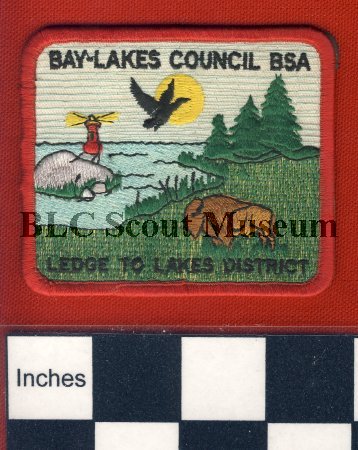 BAY-LAKES COUNCIL BSA
BLC Scout Museum
LEDGE TO LAKES DISTRICT
Inches